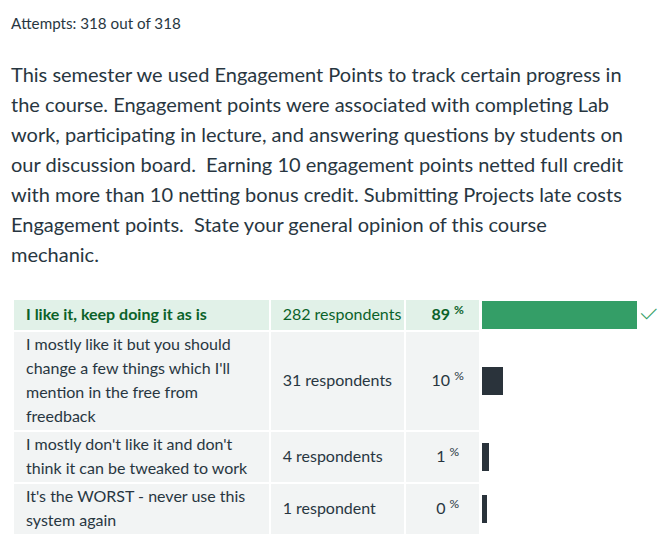 Attempts: 318 out of 318
This semester we used Engagement Points to track certain progress in
the course. Engagement points were associated with completing Lab
work, participating in lecture, and answering questions by students on
our discussion board.  Earning 10 engagement points netted full credit
with more than 10 netting bonus credit. Submitting Projects late costs
Engagement points.  State your general opinion of this course
mechanic.
I like it, keep doing it as is 282 respondents 89 %
I mostly like it but you should
change a few things which I'll
mention in the free from
freedback
31 respondents 10 %
I mostly don't like it and don't
think it can be tweaked to work
4 respondents 1 %
It's the WORST - never use this
system again
1 respondent 0 %